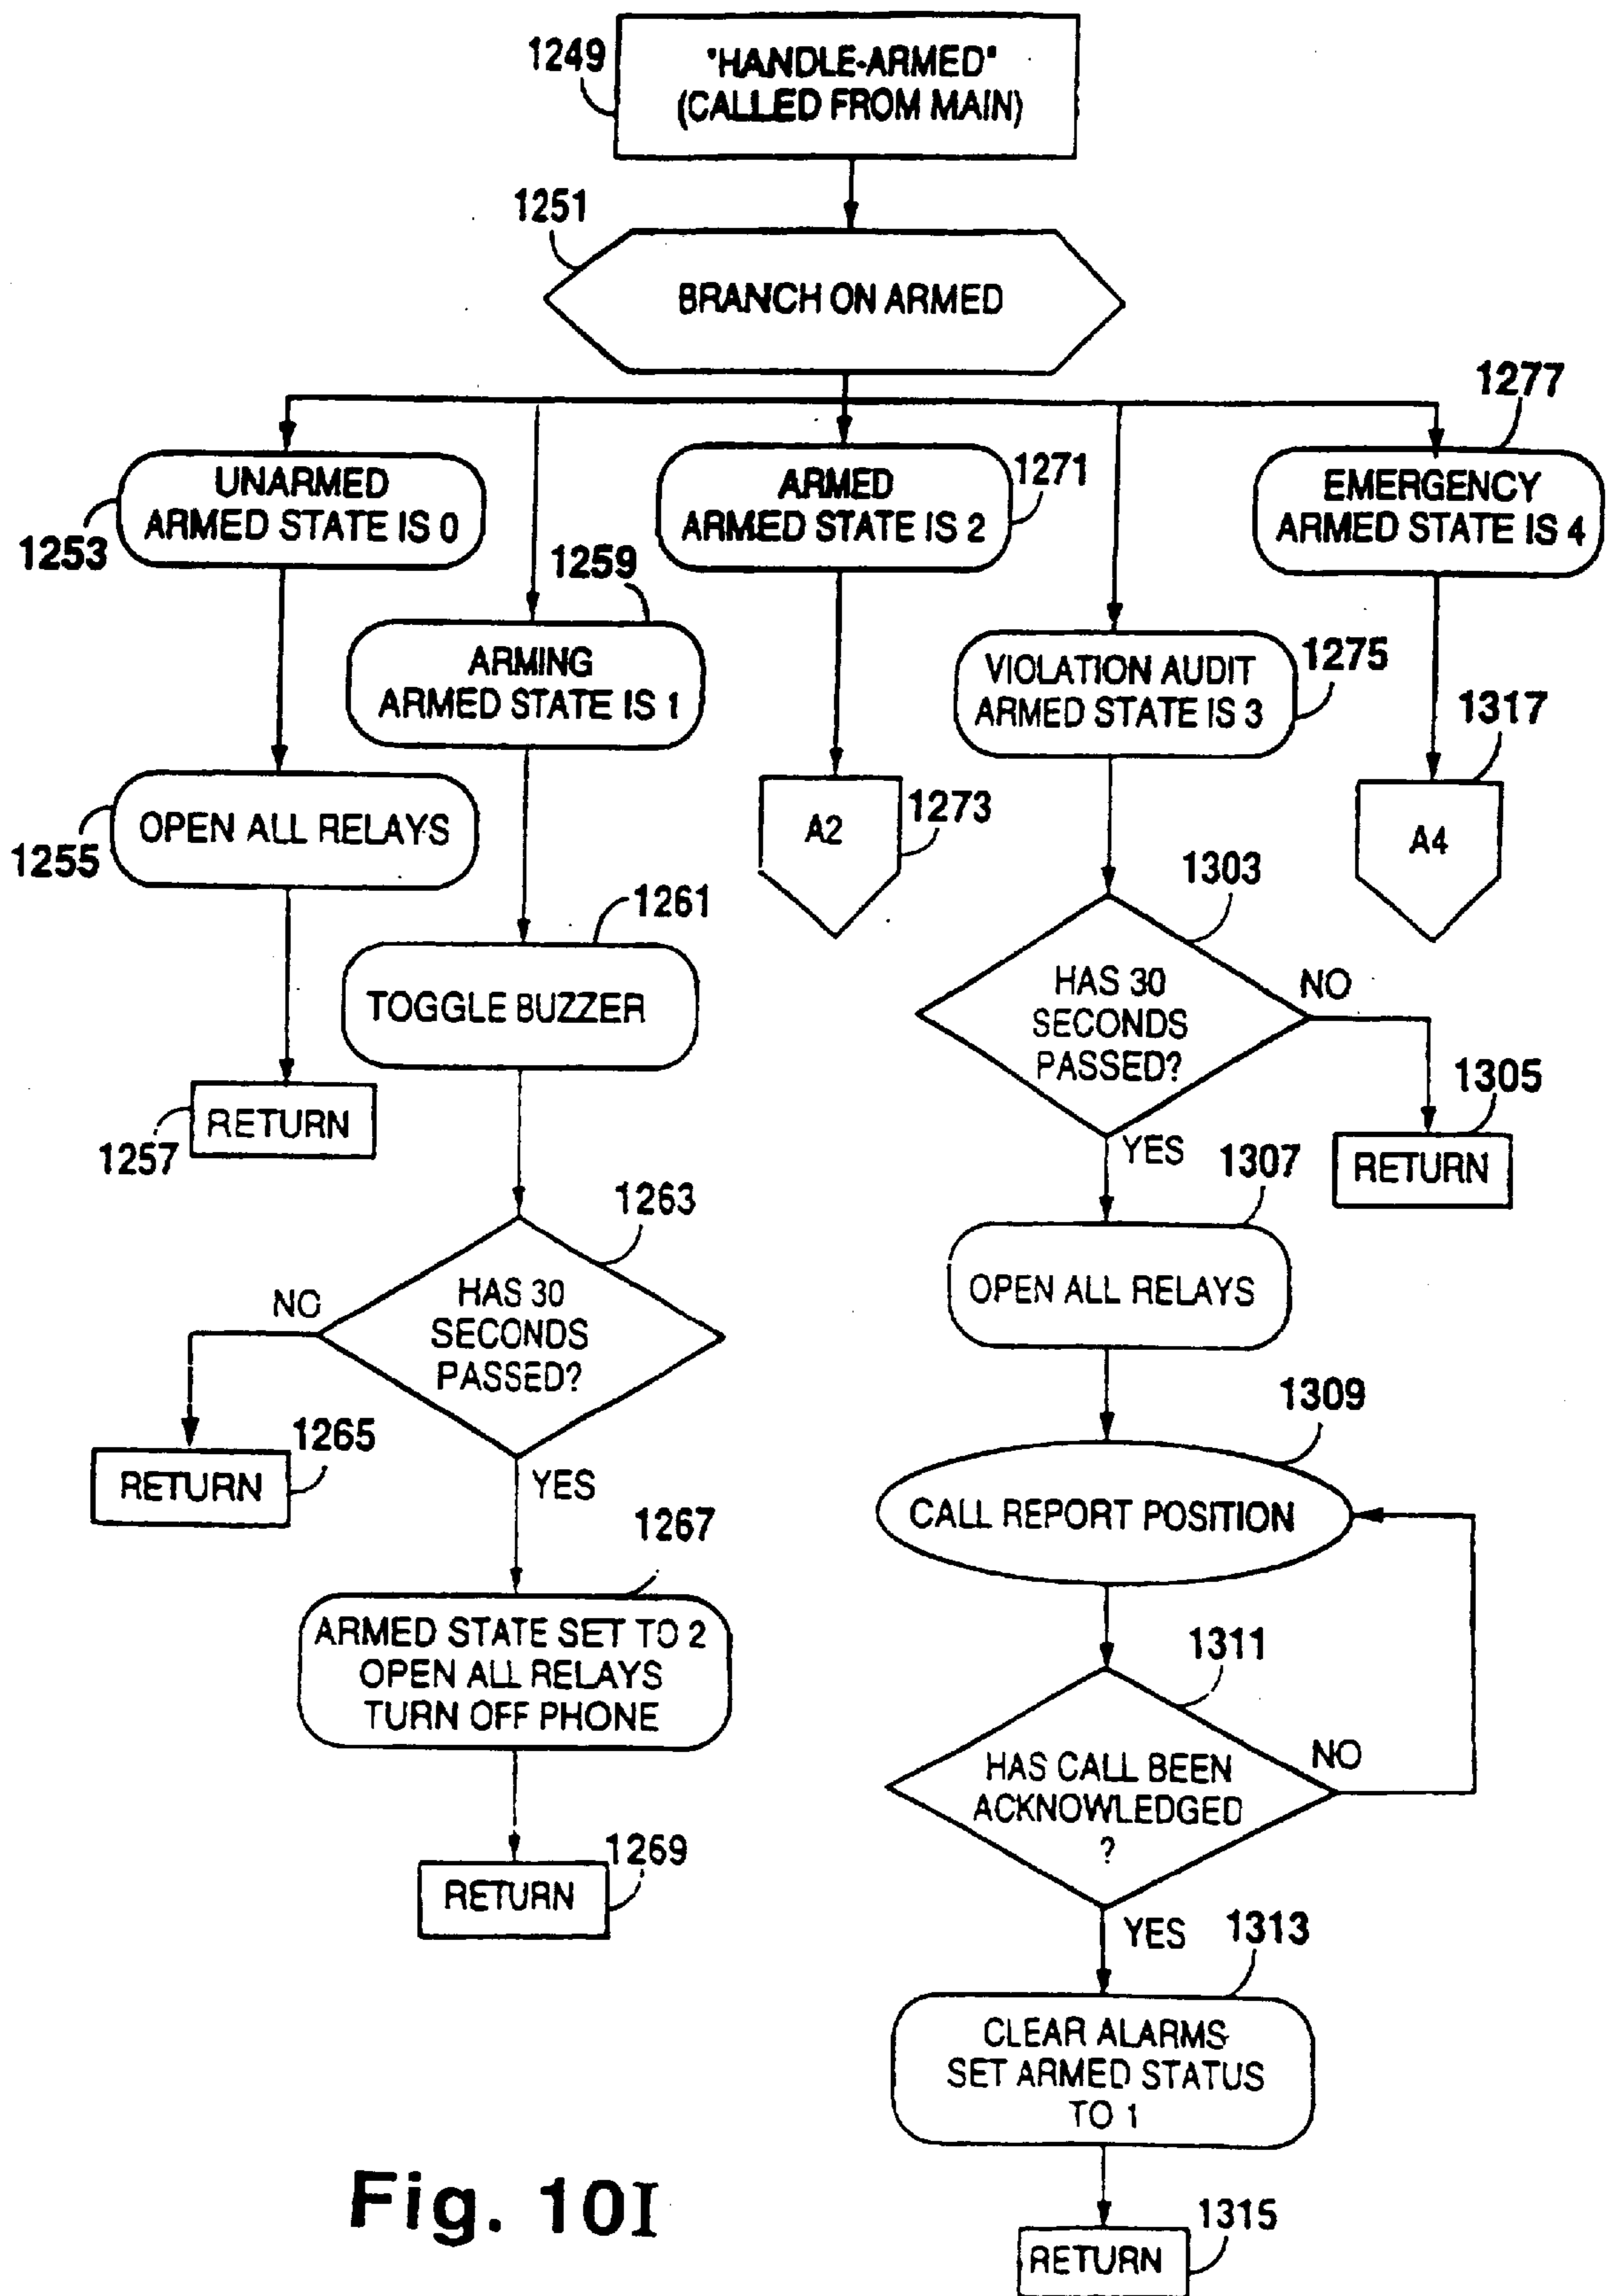 1249
"HANDLE-ARMED"
(CALLED FROM MAIN)
1251
BRANCH ON ARMED
1277
UNARMED
ARMED STATE IS 0
1253
ARMED
ARMED STATE IS 2
1271
EMERGENCY
ARMED STATE IS 4
1259
ARMING
ARMED STATE IS 1
VIOLATION AUDIT
ARMED STATE IS 3
1275
1317
OPEN ALL RELAYS
1255
A2
1273
A4
1261
TOGGLE BUZZER
1303
HAS 30
SECONDS
PASSED?
NO
1305
RETURN
RETURN
1257
YES
1307
1263
HAS 30
SECONDS
PASSED?
NO
OPEN ALL RELAYS
1265
RETURN
YES
1309
CALL REPORT POSITION
1267
ARMED STATE SET TO 2
OPEN ALL RELAYS
TURN OFF PHONE
1311
HAS CALL BEEN
ACKNOWLEDGED
?
NO
1269
RETURN
YES
1313
CLEAR ALARMS
SET ARMED STATUS
TO 1
1315
RETURN
Fig. 10I